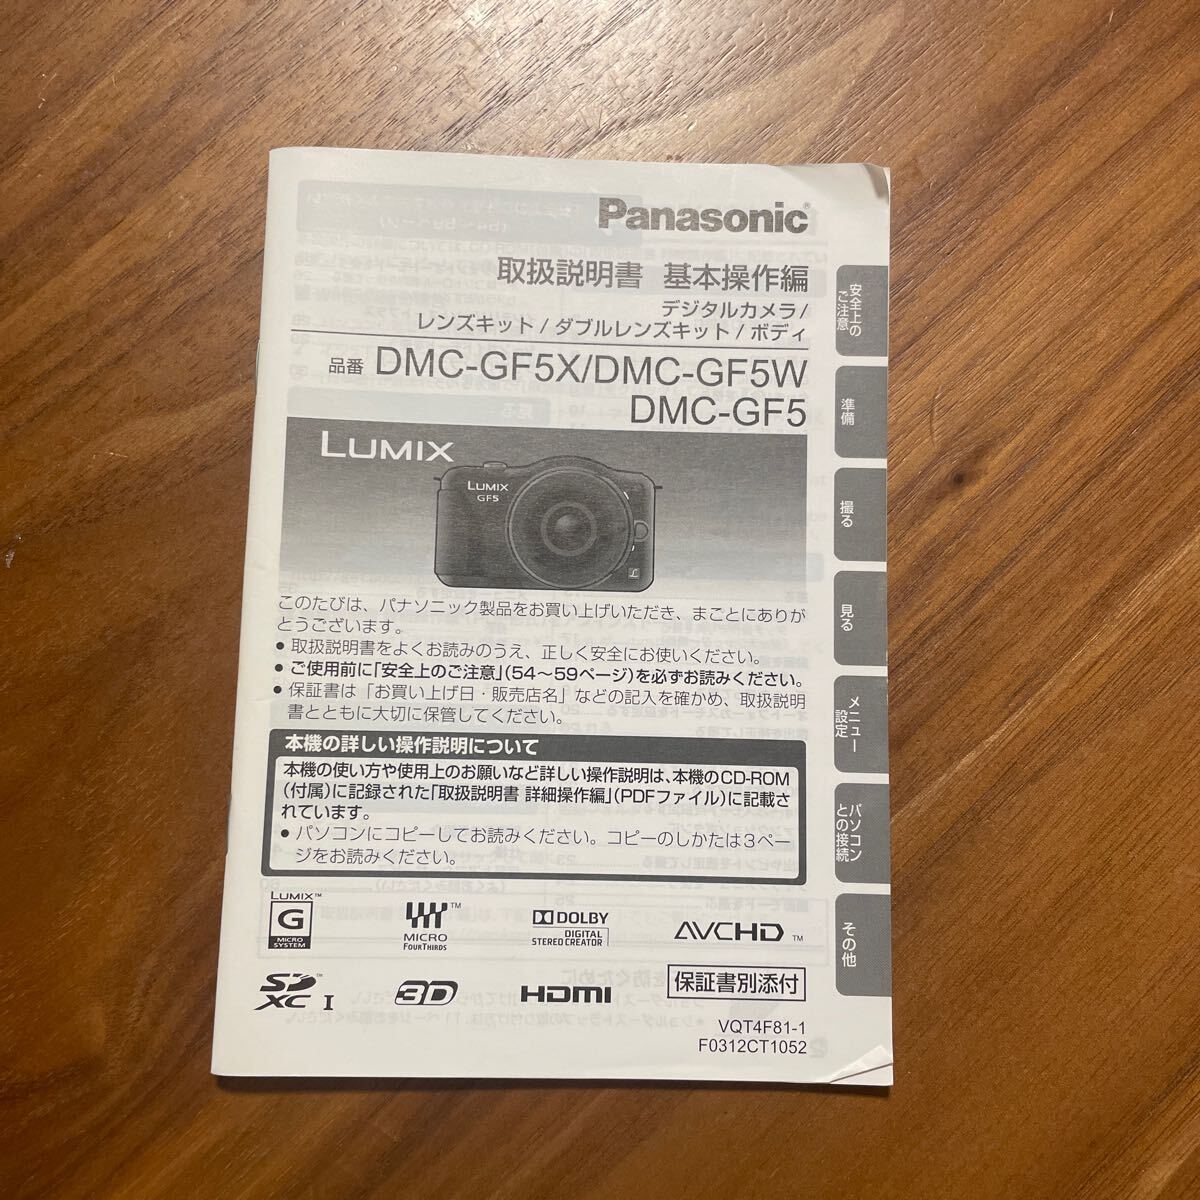 Panasonic®
取扱説明書 基本操作編
デジタルカメラ/
レンズキット / ダブルレンズキット / ボディ
品番 DMC-GF5X/DMC-GF5W
DMC-GF5
LUMIX
LUMIX
GF5
L
このたびは、パナソニック製品をお買い上げいただき、まことにありが
とうございます。
● 取扱説明書をよくお読みのうえ、正しく安全にお使いください。
● ご使用前に「安全上のご注意」(54～59ページ)を必ずお読みください。
● 保証書は「お買い上げ日・販売店名」などの記入を確かめ、取扱説明
書とともに大切に保管してください。
本機の詳しい操作説明について
本機の使い方や使用上のお願いなど詳しい操作説明は、本機のCD-ROM
(付属)に記録された「取扱説明書 詳細操作編」(PDFファイル)に記載さ
れています。
● パソコンにコピーしてお読みください。コピーのしかたは3ペー
ジをお読みください。
LUMIX™
G
MICRO
SYSTEM
™
MICRO
FOURTHIRDS
DOLBY
DIGITAL
STEREO CREATOR
AVCHD™
SD™
XC I
3D
HDMI
保証書別添付
VQT4F81-1
F0312CT1052
安全上の
ご注意
準備
撮る
見る
メニュー
設定
パソコン
との接続
その他